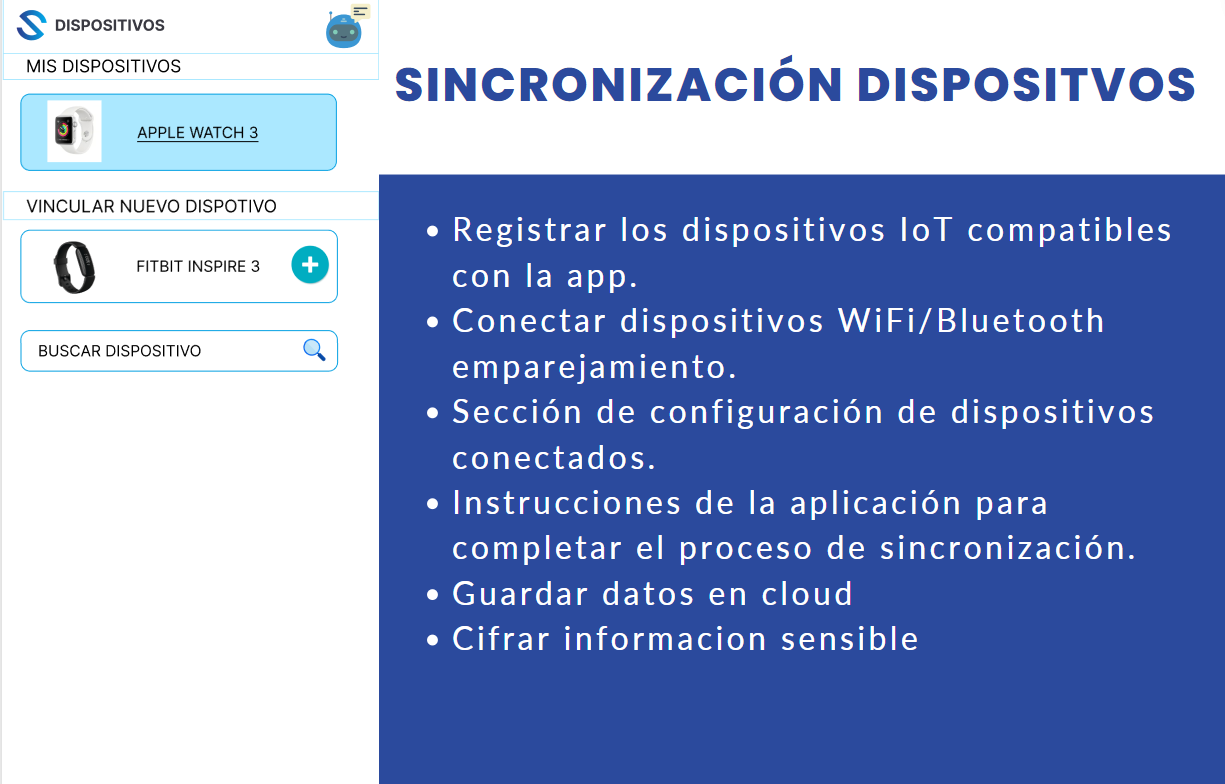 DISPOSITIVOS
MIS DISPOSITIVOS
APPLE WATCH 3
VINCULAR NUEVO DISPOTIVO
FITBIT INSPIRE 3
BUSCAR DISPOSITIVO
SINCRONIZACIÓN DISPOSITVOS
• Registrar los dispositivos IoT compatibles
con la app.
• Conectar dispositivos WiFi/Bluetooth
emparejamiento.
• Sección de configuración de dispositivos
conectados.
• Instrucciones de la aplicación para
completar el proceso de sincronización.
• Guardar datos en cloud
• Cifrar informacion sensible